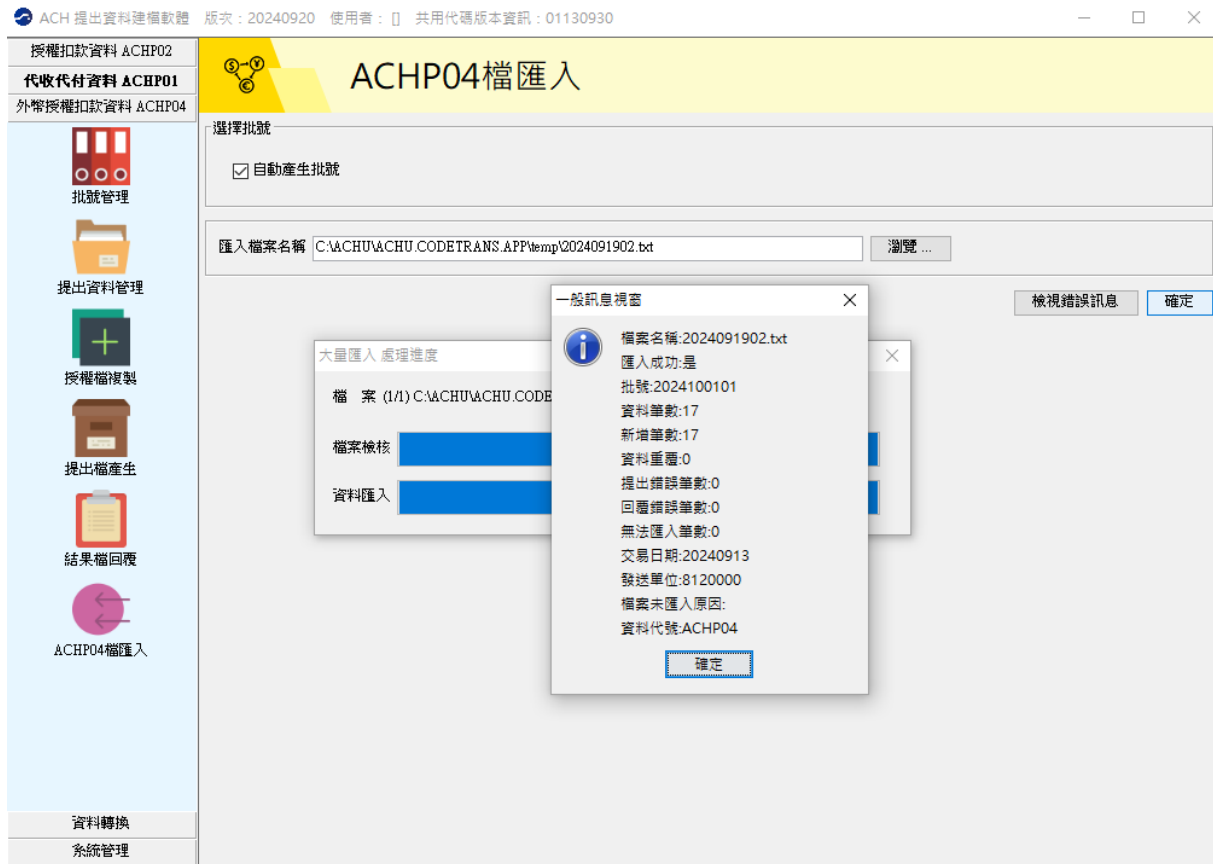 ACH 提出資料建檔軟體 版次：20240920 使用者：[] 共用代碼版本資訊：01130930
授權扣款資料 ACHP02
代收代付資料 ACHP01
外幣授權扣款資料 ACHP04
批號管理
提出資料管理
授權檔複製
提出檔產生
結果檔回覆
ACHP04檔匯入
資料轉換
系統管理
ACHP04檔匯入
選擇批號
自動產生批號
匯入檔案名稱 C:\ACHU\ACHU.CODETRANS.APP\temp\2024091902.txt 瀏覽 ...
檢視錯誤訊息 確定
大量匯入 處理進度
檔 案 (1/1) C:\ACHU\ACHU.CODE
檔案檢核
資料匯入
一般訊息視窗
檔案名稱:2024091902.txt
匯入成功:是
批號:2024100101
資料筆數:17
新增筆數:17
資料重覆:0
提出錯誤筆數:0
回覆錯誤筆數:0
無法匯入筆數:0
交易日期:20240913
發送單位:8120000
檔案未匯入原因:
資料代號:ACHP04
確定